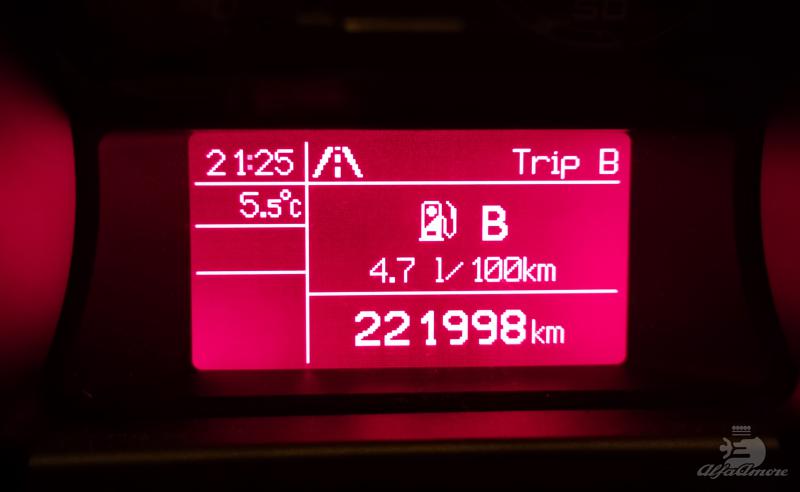 21:25 Trip B
5.5°C
B
4.7 l/100km
221998km
AlfaAmore